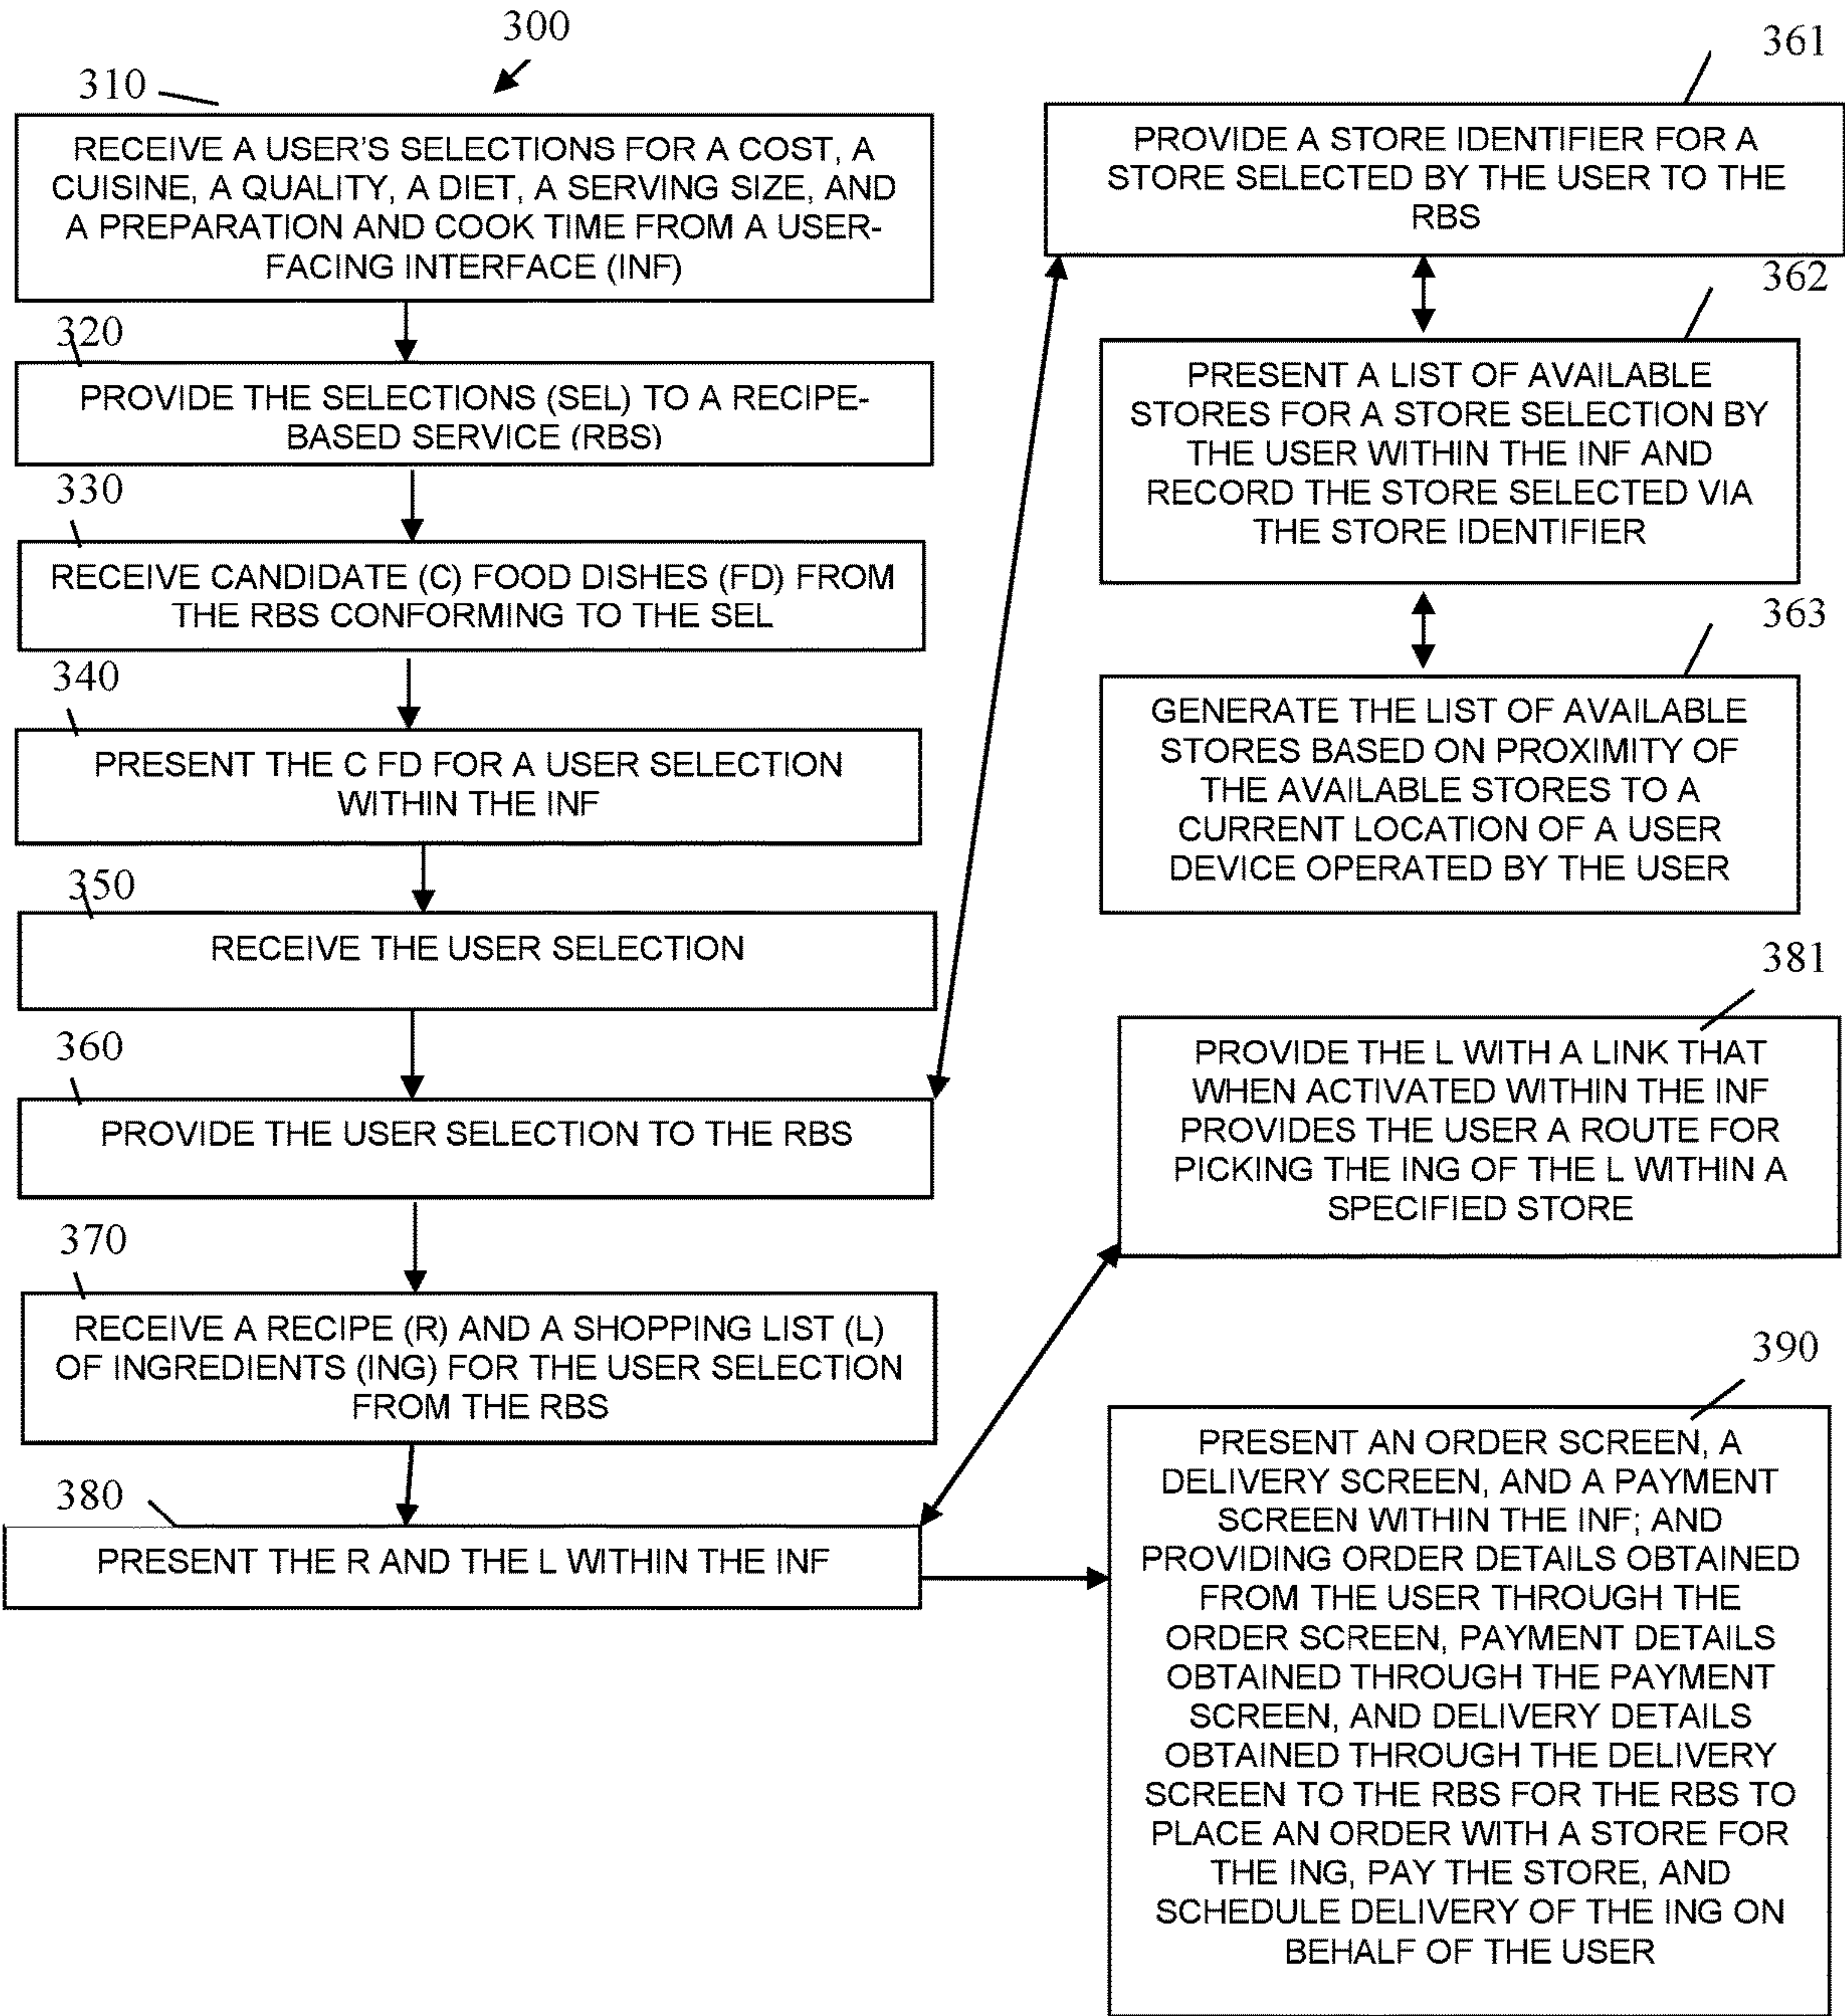 300
310
RECEIVE A USER'S SELECTIONS FOR A COST, A
CUISINE, A QUALITY, A DIET, A SERVING SIZE, AND
A PREPARATION AND COOK TIME FROM A USER-
FACING INTERFACE (INF)
320
PROVIDE THE SELECTIONS (SEL) TO A RECIPE-
BASED SERVICE (RBS)
330
RECEIVE CANDIDATE (C) FOOD DISHES (FD) FROM
THE RBS CONFORMING TO THE SEL
340
PRESENT THE C FD FOR A USER SELECTION
WITHIN THE INF
350
RECEIVE THE USER SELECTION
360
PROVIDE THE USER SELECTION TO THE RBS
370
RECEIVE A RECIPE (R) AND A SHOPPING LIST (L)
OF INGREDIENTS (ING) FOR THE USER SELECTION
FROM THE RBS
380
PRESENT THE R AND THE L WITHIN THE INF
361
PROVIDE A STORE IDENTIFIER FOR A
STORE SELECTED BY THE USER TO THE
RBS
362
PRESENT A LIST OF AVAILABLE
STORES FOR A STORE SELECTION BY
THE USER WITHIN THE INF AND
RECORD THE STORE SELECTED VIA
THE STORE IDENTIFIER
363
GENERATE THE LIST OF AVAILABLE
STORES BASED ON PROXIMITY OF
THE AVAILABLE STORES TO A
CURRENT LOCATION OF A USER
DEVICE OPERATED BY THE USER
381
PROVIDE THE L WITH A LINK THAT
WHEN ACTIVATED WITHIN THE INF
PROVIDES THE USER A ROUTE FOR
PICKING THE ING OF THE L WITHIN A
SPECIFIED STORE
390
PRESENT AN ORDER SCREEN, A
DELIVERY SCREEN, AND A PAYMENT
SCREEN WITHIN THE INF; AND
PROVIDING ORDER DETAILS OBTAINED
FROM THE USER THROUGH THE
ORDER SCREEN, PAYMENT DETAILS
OBTAINED THROUGH THE PAYMENT
SCREEN, AND DELIVERY DETAILS
OBTAINED THROUGH THE DELIVERY
SCREEN TO THE RBS FOR THE RBS TO
PLACE AN ORDER WITH A STORE FOR
THE ING, PAY THE STORE, AND
SCHEDULE DELIVERY OF THE ING ON
BEHALF OF THE USER